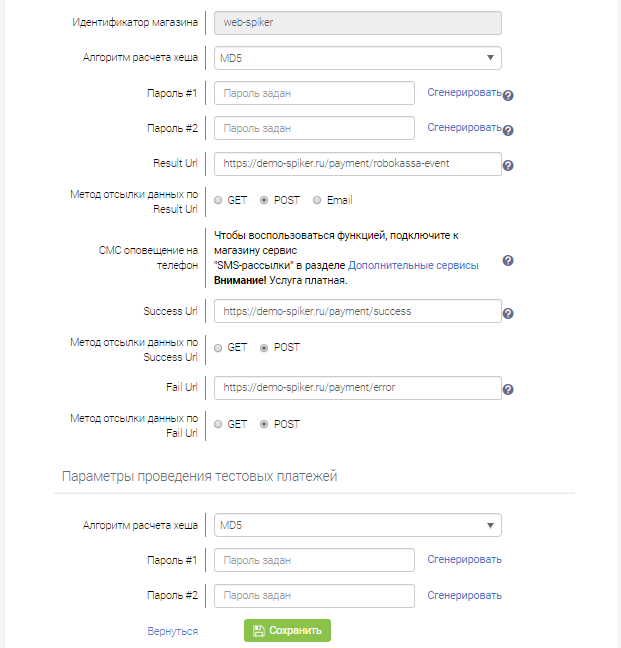 Идентификатор магазина web-spiker
Алгоритм расчета хеша MD5
Пароль #1 Пароль задан Сгенерировать ?
Пароль #2 Пароль задан Сгенерировать ?
Result Url https://demo-spiker.ru/payment/robokassa-event ?
Метод отсылки данных по
Result Url GET POST Email
СМС оповещение на
телефон
Чтобы воспользоваться функцией, подключите к
магазину сервис
"SMS-рассылки" в разделе Дополнительные сервисы ?
Внимание! Услуга платная.
Success Url https://demo-spiker.ru/payment/success ?
Метод отсылки данных по
Success Url GET POST
Fail Url https://demo-spiker.ru/payment/error ?
Метод отсылки данных по
Fail Url GET POST
Параметры проведения тестовых платежей
Алгоритм расчета хеша MD5
Пароль #1 Пароль задан Сгенерировать
Пароль #2 Пароль задан Сгенерировать
Вернуться Сохранить